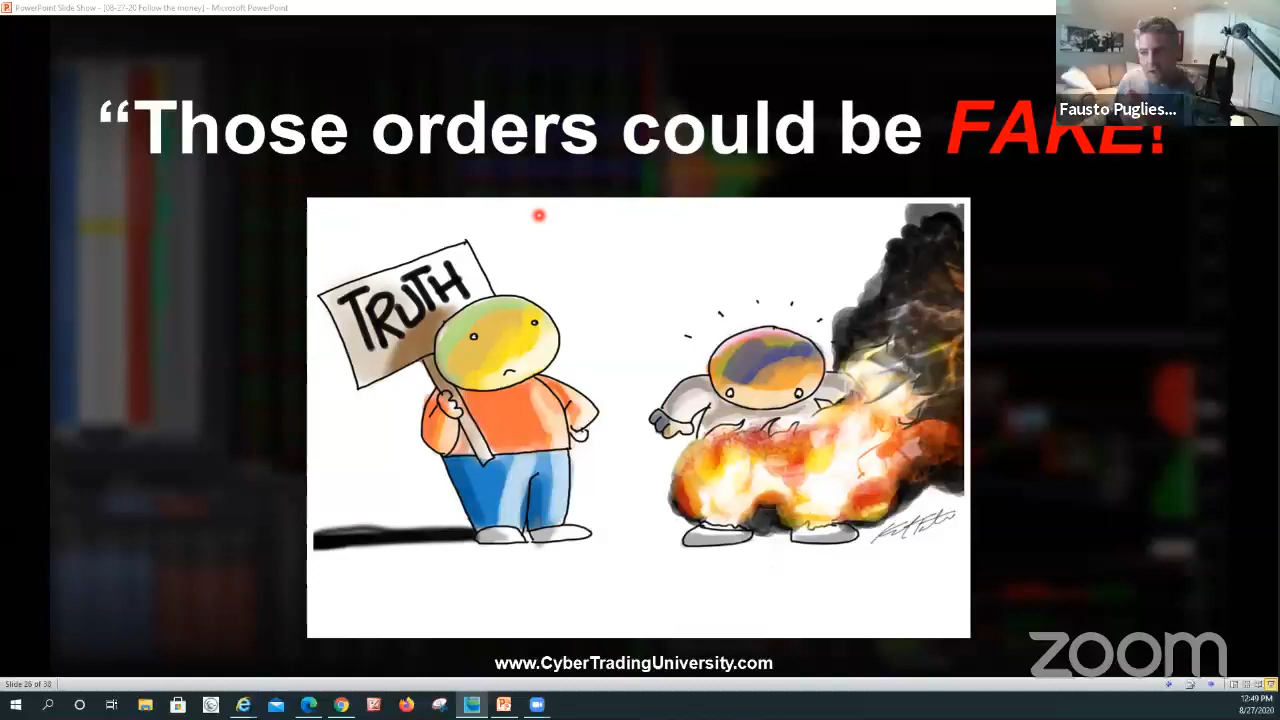 PowerPoint Slide Show - [08-27-20 Follow the money] - Microsoft PowerPoint
Fausto Puglies...
“Those orders could be FAKE!
TRUTH
zoom
www.CyberTradingUniversity.com
Slide 26 of 38
12:49 PM
8/27/2020